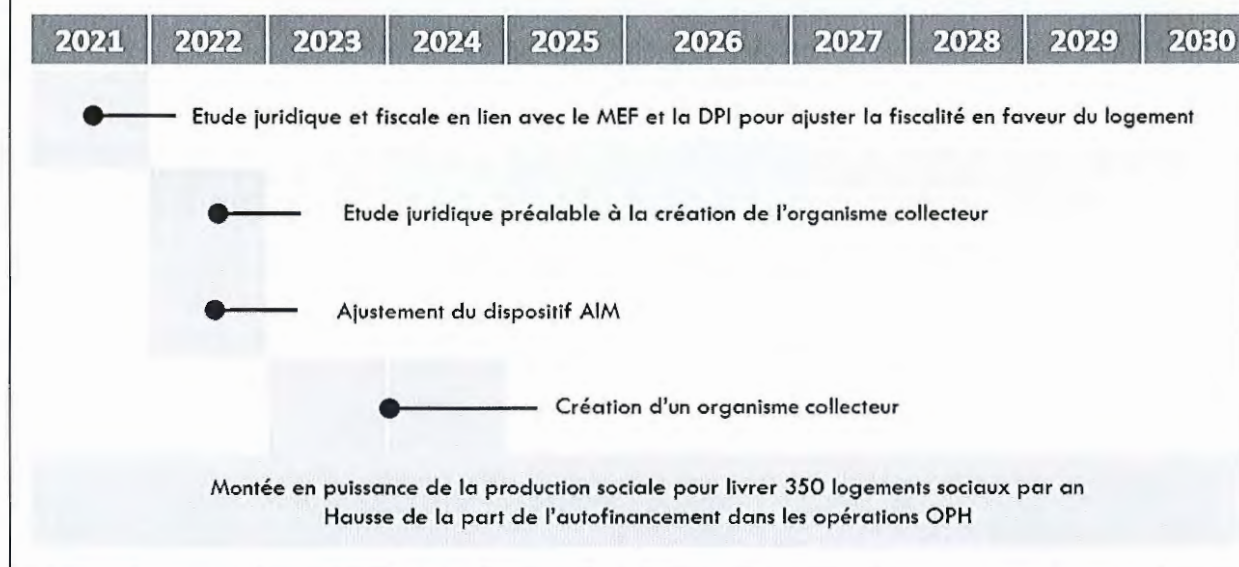 2021 2022 2023 2024 2025 2026 2027 2028 2029 2030
Etude juridique et fiscale en lien avec le MEF et la DPI pour ajuster la fiscalité en faveur du logement
Etude juridique préalable à la création de l'organisme collecteur
Ajustement du dispositif AIM
Création d'un organisme collecteur
Montée en puissance de la production sociale pour livrer 350 logements sociaux par an
Hausse de la part de l'autofinancement dans les opérations OPH